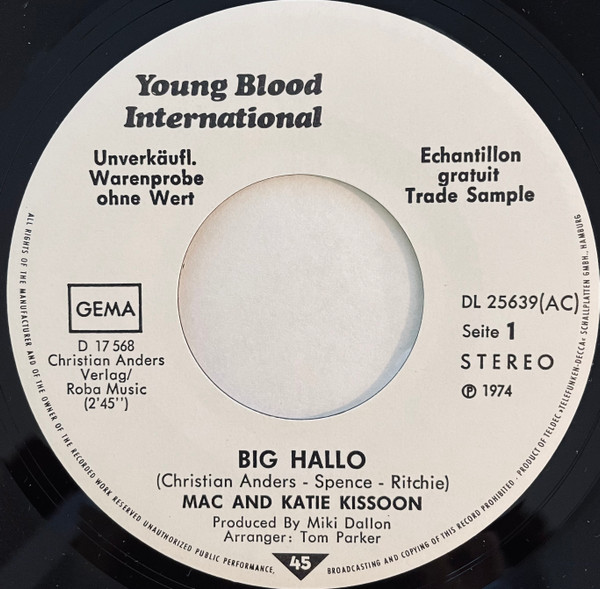 Young Blood
International
Unverkäufl.
Warenprobe
ohne Wert
Echantillon
gratuit
Trade Sample
GEMA
D 17 568
Christian Anders
Verlag/
Roba Music
(2'45'')
DL 25639(AC)
Seite 1
STEREO
℗ 1974
BIG HALLO
(Christian Anders - Spence - Ritchie)
MAC AND KATIE KISSOON
Produced By Miki Dallon
Arranger: Tom Parker
45
ALL RIGHTS OF THE MANUFACTURER AND OF THE OWNER OF THE RECORDED WORK RESERVED UNAUTHORIZED PUBLIC PERFORMANCE, BROADCASTING AND COPYING OF THIS RECORD PROHIBITED · PRODUCT OF TELDEC »TELEFUNKEN-DECCA« SCHALLPLATTEN GMBH., HAMBURG